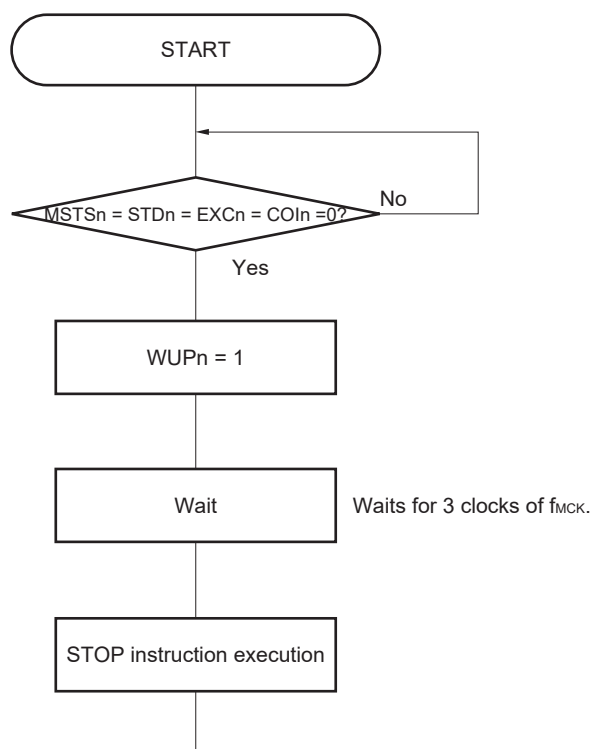 START
MSTSn = STDn = EXCn = COIn =0?
No
Yes
WUPn = 1
Wait
Waits for 3 clocks of fMCK.
STOP instruction execution